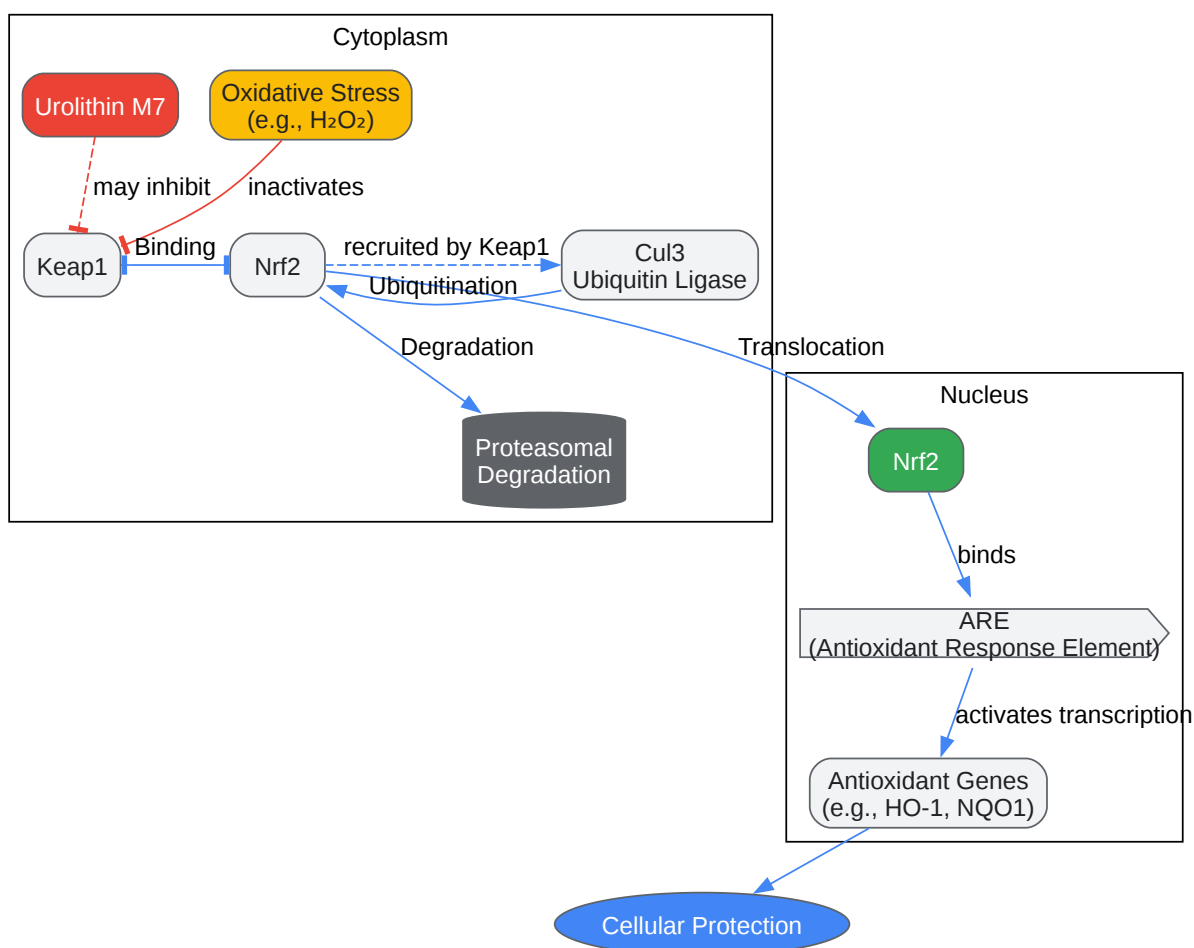 Cytoplasm
Urolithin M7
Oxidative Stress
(e.g., H₂O₂)
may inhibit
inactivates
Keap1
Binding
Nrf2
recruited by Keap1
Cul3
Ubiquitin Ligase
Ubiquitination
Degradation
Translocation
Proteasomal
Degradation
Nucleus
Nrf2
binds
ARE
(Antioxidant Response Element)
activates transcription
Antioxidant Genes
(e.g., HO-1, NQO1)
Cellular Protection